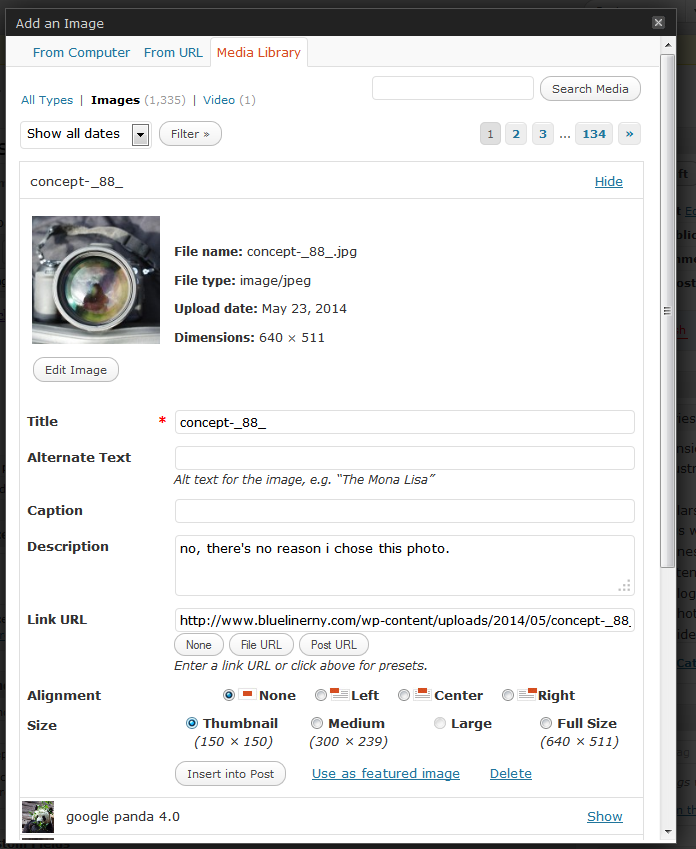 Add an Image
From Computer From URL Media Library
All Types | Images (1,335) | Video (1)
Search Media
Show all dates Filter » 1 2 3 ... 134 »
concept-_88_ Hide
File name: concept-_88_.jpg
File type: image/jpeg
Upload date: May 23, 2014
Dimensions: 640 × 511
Edit Image
Title * concept-_88_
Alternate Text
Alt text for the image, e.g. “The Mona Lisa”
Caption
Description no, there's no reason i chose this photo.
Link URL http://www.bluelinerny.com/wp-content/uploads/2014/05/concept-_88_
None File URL Post URL
Enter a link URL or click above for presets.
Alignment None Left Center Right
Size Thumbnail Medium Large Full Size
(150 × 150) (300 × 239) (640 × 511)
Insert into Post Use as featured image Delete
google panda 4.0 Show